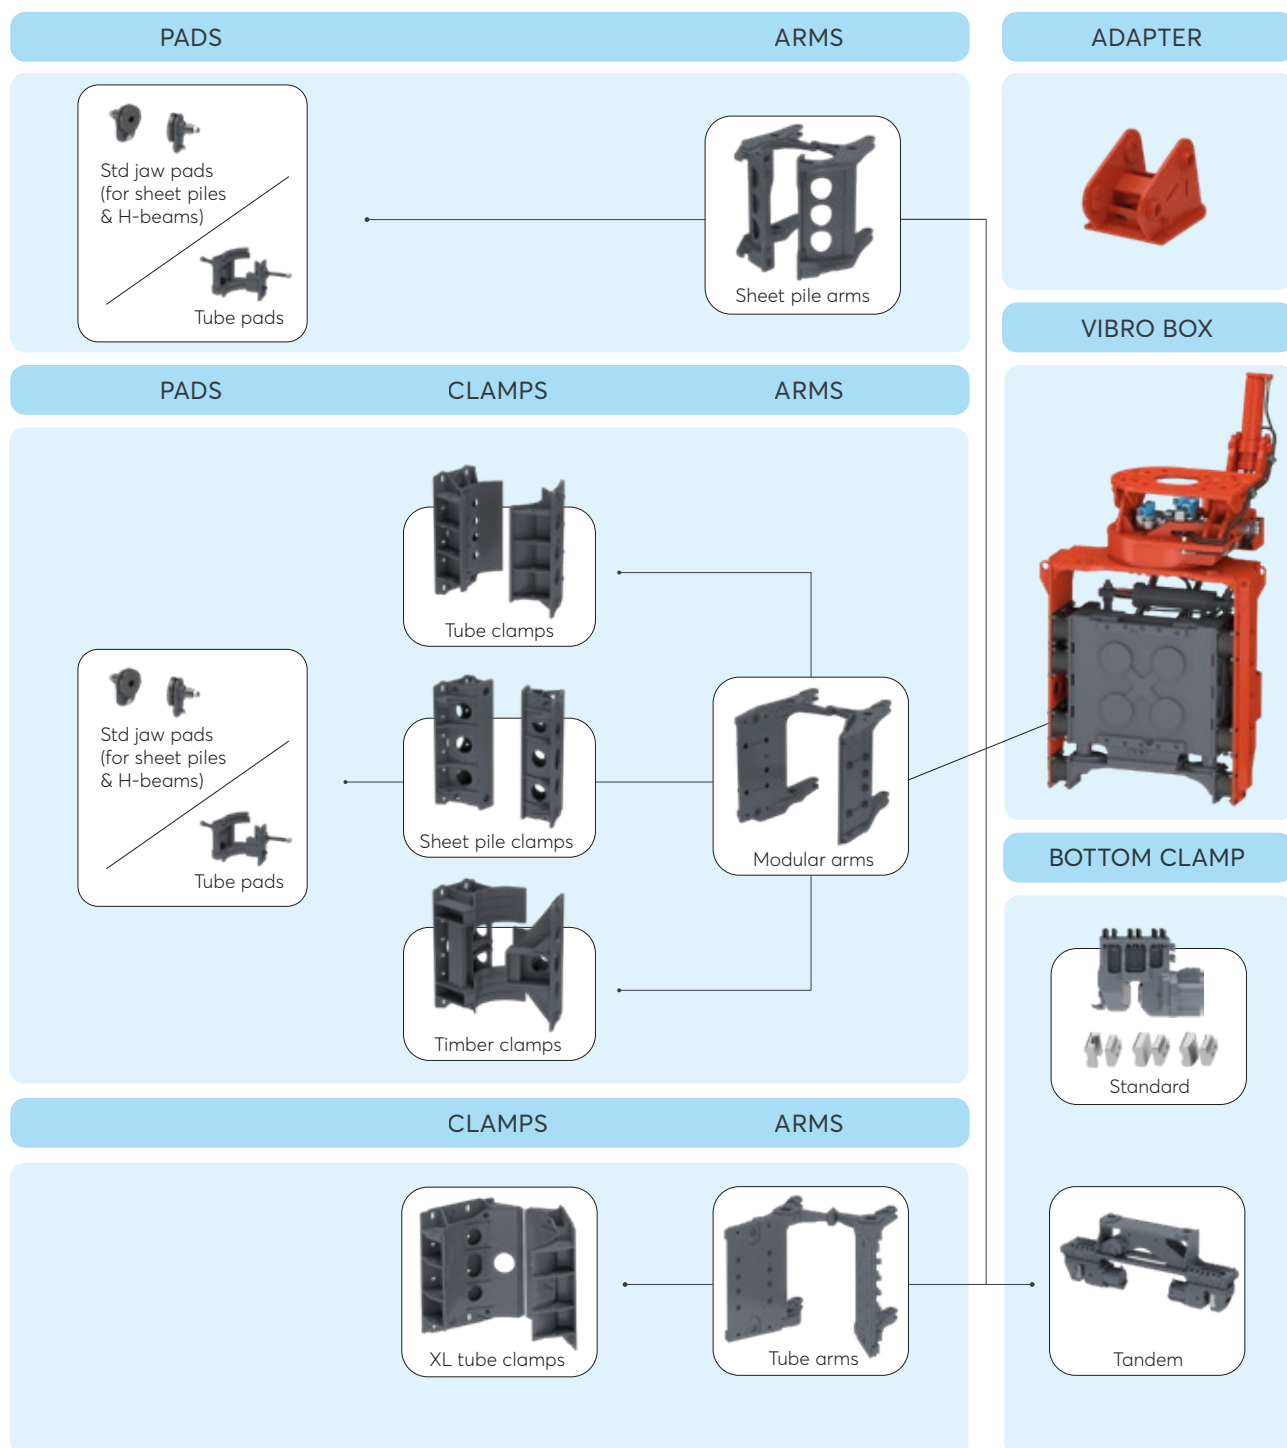 PADS
ARMS
ADAPTER
Std jaw pads
(for sheet piles
& H-beams)
Tube pads
Sheet pile arms
VIBRO BOX
PADS
CLAMPS
ARMS
Tube clamps
Std jaw pads
(for sheet piles
& H-beams)
Tube pads
Sheet pile clamps
Modular arms
Timber clamps
BOTTOM CLAMP
Standard
CLAMPS
ARMS
XL tube clamps
Tube arms
Tandem